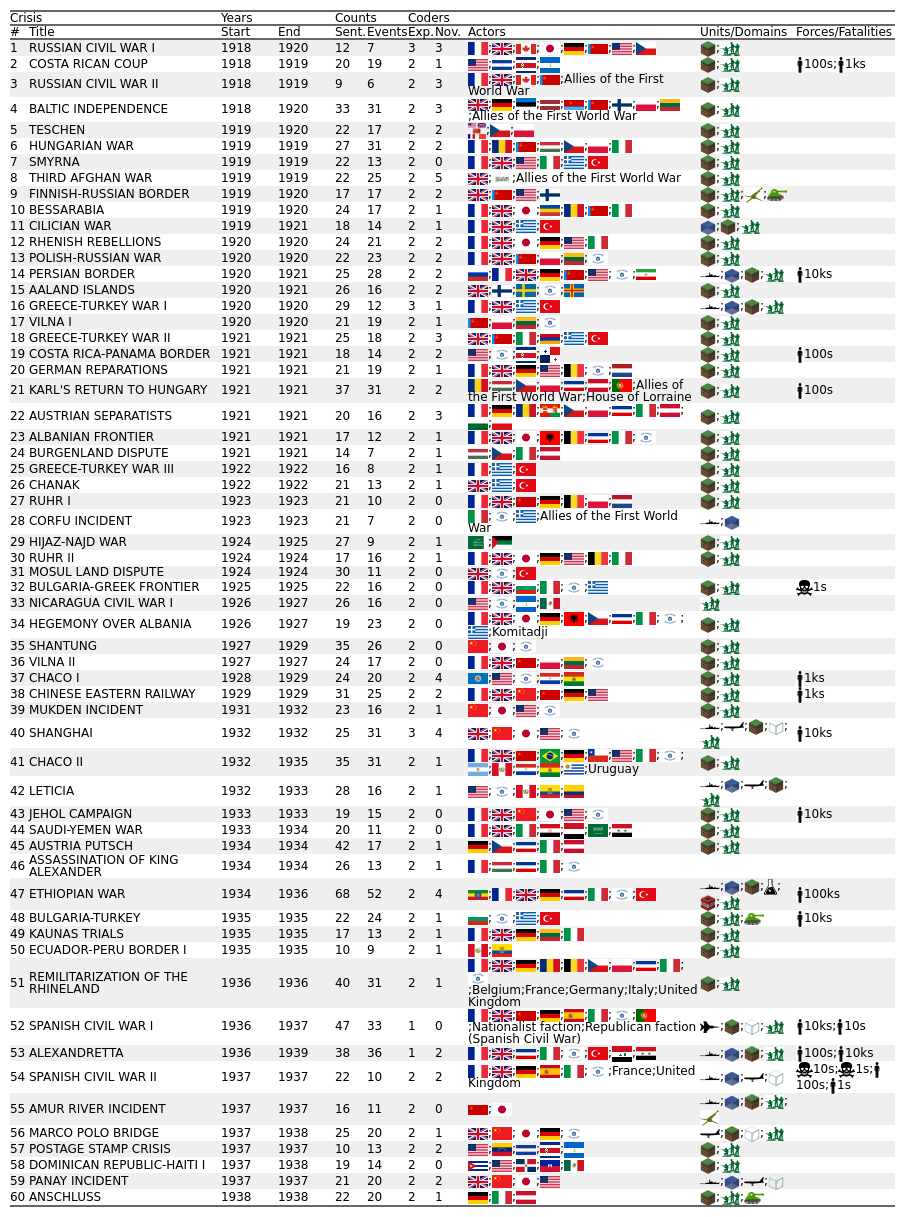 Crisis Years Counts Coders
# Title Start End Sent. Events Exp. Nov. Actors Units/Domains Forces/Fatalities
1 RUSSIAN CIVIL WAR I 1918 1920 12 7 3 3
2 COSTA RICAN COUP 1918 1919 20 19 2 1 100s; 1ks
3 RUSSIAN CIVIL WAR II 1918 1919 9 6 2 3 ;Allies of the First
World War
4 BALTIC INDEPENDENCE 1918 1920 33 31 2 3
;Allies of the First World War
5 TESCHEN 1919 1920 22 17 2 2
6 HUNGARIAN WAR 1919 1919 27 31 2 2
7 SMYRNA 1919 1919 22 13 2 0
8 THIRD AFGHAN WAR 1919 1919 22 25 2 5 ;Allies of the First World War
9 FINNISH-RUSSIAN BORDER 1919 1920 17 17 2 2
10 BESSARABIA 1919 1920 24 17 2 1
11 CILICIAN WAR 1919 1921 18 14 2 1
12 RHENISH REBELLIONS 1920 1920 24 21 2 2
13 POLISH-RUSSIAN WAR 1920 1920 22 23 2 2
14 PERSIAN BORDER 1920 1921 25 28 2 2 10ks
15 AALAND ISLANDS 1920 1921 26 16 2 2
16 GREECE-TURKEY WAR I 1920 1920 29 12 3 1
17 VILNA I 1920 1920 21 19 2 1
18 GREECE-TURKEY WAR II 1921 1921 25 18 2 3
19 COSTA RICA-PANAMA BORDER 1921 1921 18 14 2 2 100s
20 GERMAN REPARATIONS 1921 1921 21 19 2 1
21 KARL'S RETURN TO HUNGARY 1921 1921 37 31 2 2 ;Allies of
the First World War;House of Lorraine 100s
22 AUSTRIAN SEPARATISTS 1921 1921 20 16 2 3
23 ALBANIAN FRONTIER 1921 1921 17 12 2 1
24 BURGENLAND DISPUTE 1921 1921 14 7 2 1
25 GREECE-TURKEY WAR III 1922 1922 16 8 2 1
26 CHANAK 1922 1922 21 13 2 1
27 RUHR I 1923 1923 21 10 2 0
28 CORFU INCIDENT 1923 1923 21 7 2 0 ;Allies of the First World
War
29 HIJAZ-NAJD WAR 1924 1925 27 9 2 1
30 RUHR II 1924 1924 17 16 2 1
31 MOSUL LAND DISPUTE 1924 1924 30 11 2 0
32 BULGARIA-GREEK FRONTIER 1925 1925 22 16 2 0 1s
33 NICARAGUA CIVIL WAR I 1926 1927 26 16 2 0
34 HEGEMONY OVER ALBANIA 1926 1927 19 23 2 0
;Komitadji
35 SHANTUNG 1927 1929 35 26 2 0
36 VILNA II 1927 1927 24 17 2 0
37 CHACO I 1928 1929 24 20 2 4 1ks
38 CHINESE EASTERN RAILWAY 1929 1929 31 25 2 2 1ks
39 MUKDEN INCIDENT 1931 1932 23 16 2 1
40 SHANGHAI 1932 1932 25 31 3 4 10ks
41 CHACO II 1932 1935 35 31 2 1
;Uruguay
42 LETICIA 1932 1933 28 16 2 1
43 JEHOL CAMPAIGN 1933 1933 19 15 2 0 10ks
44 SAUDI-YEMEN WAR 1933 1934 20 11 2 0
45 AUSTRIA PUTSCH 1934 1934 42 17 2 1
46 ASSASSINATION OF KING
ALEXANDER 1934 1934 26 13 2 1
47 ETHIOPIAN WAR 1934 1936 68 52 2 4 100ks
48 BULGARIA-TURKEY 1935 1935 22 24 2 1 10ks
49 KAUNAS TRIALS 1935 1935 17 13 2 1
50 ECUADOR-PERU BORDER I 1935 1935 10 9 2 1
51 REMILITARIZATION OF THE
RHINELAND 1936 1936 40 31 2 1
;Belgium;France;Germany;Italy;United
Kingdom
52 SPANISH CIVIL WAR I 1936 1937 47 33 1 0
;Nationalist faction;Republican faction
(Spanish Civil War) 10ks; 10s
53 ALEXANDRETTA 1936 1939 38 36 1 2 100s; 10ks
54 SPANISH CIVIL WAR II 1937 1937 22 10 2 2 ;France;United
Kingdom 10s; 1s;
100s; 1s
55 AMUR RIVER INCIDENT 1937 1937 16 11 2 0
56 MARCO POLO BRIDGE 1937 1938 25 20 2 1
57 POSTAGE STAMP CRISIS 1937 1937 10 13 2 2
58 DOMINICAN REPUBLIC-HAITI I 1937 1938 19 14 2 0
59 PANAY INCIDENT 1937 1937 21 20 2 2
60 ANSCHLUSS 1938 1938 22 20 2 1